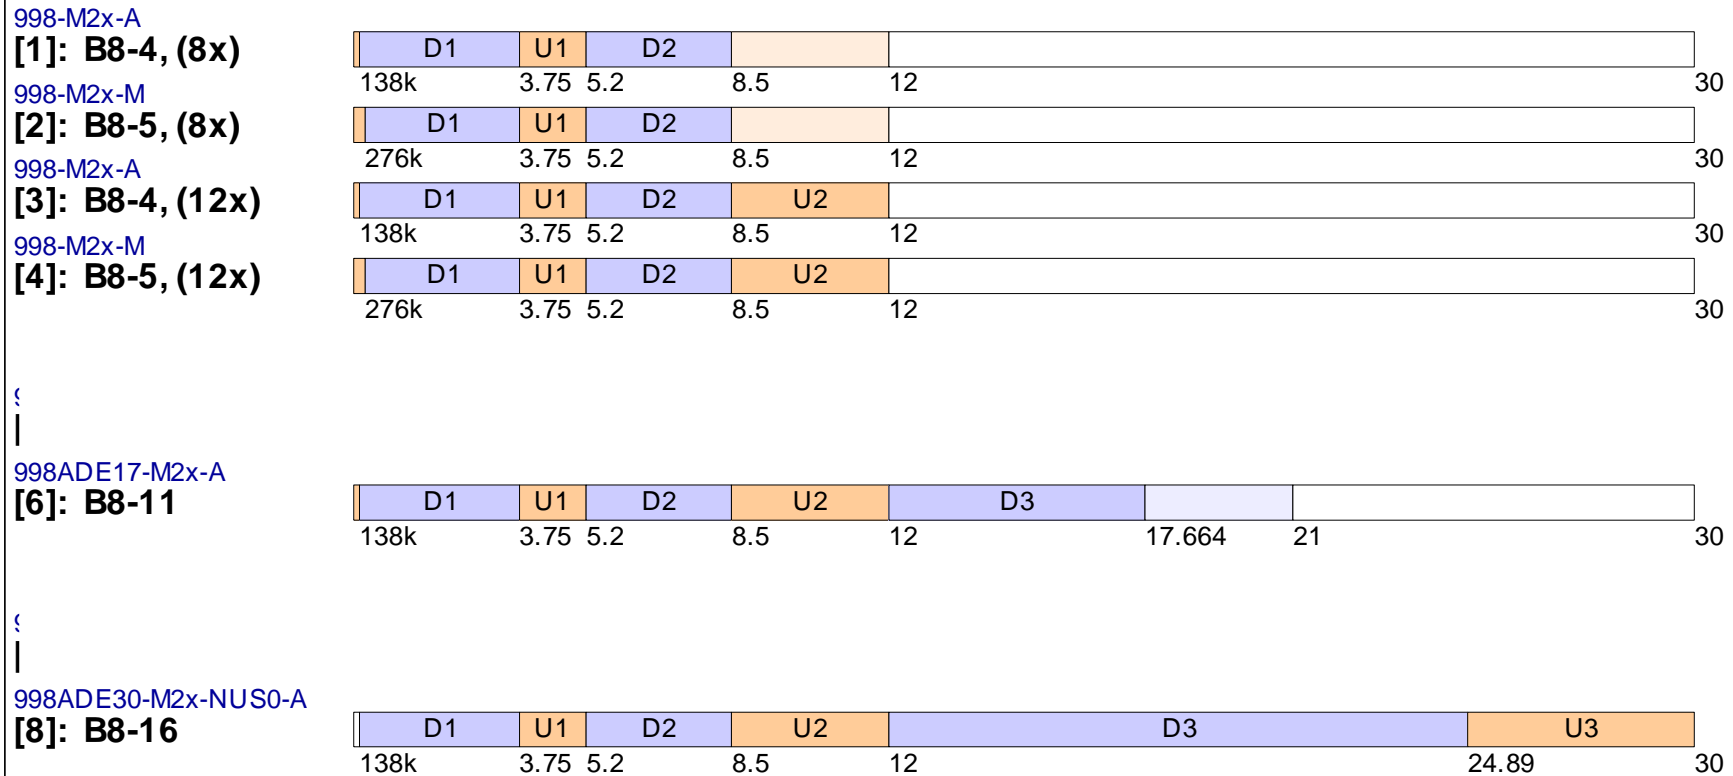 998-M2x-A
[1]: B8-4, (8x)
D1 U1 D2
138k 3.75 5.2 8.5 12 30
998-M2x-M
[2]: B8-5, (8x)
D1 U1 D2
276k 3.75 5.2 8.5 12 30
998-M2x-A
[3]: B8-4, (12x)
D1 U1 D2 U2
138k 3.75 5.2 8.5 12 30
998-M2x-M
[4]: B8-5, (12x)
D1 U1 D2 U2
276k 3.75 5.2 8.5 12 30
998ADE17-M2x-A
[6]: B8-11
D1 U1 D2 U2 D3
138k 3.75 5.2 8.5 12 17.664 21 30
998ADE30-M2x-NUS0-A
[8]: B8-16
D1 U1 D2 U2 D3 U3
138k 3.75 5.2 8.5 12 24.89 30